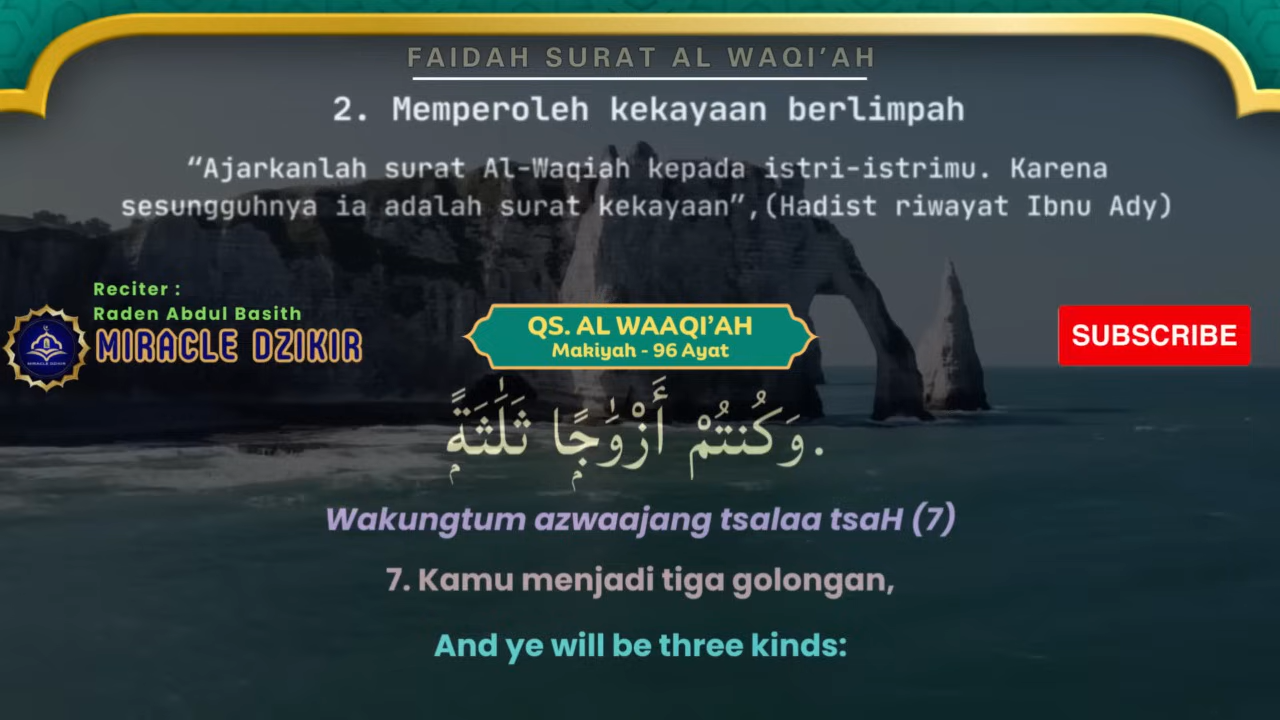 FAIDAH SURAT AL WAQI’AH
2. Memperoleh kekayaan berlimpah
“Ajarkanlah surat Al-Waqiah kepada istri-istrimu. Karena
sesungguhnya ia adalah surat kekayaan”,(Hadist riwayat Ibnu Ady)
Reciter :
Raden Abdul Basith
MIRACLE DZIKIR
QS. AL WAAQI’AH
Makiyah - 96 Ayat
SUBSCRIBE
وَكُنتُمْ أَزْوَٰجًۭا ثَلَٰثَةًۭ.
Wakungtum azwaajang tsalaa tsaH (7)
7. Kamu menjadi tiga golongan,
And ye will be three kinds: